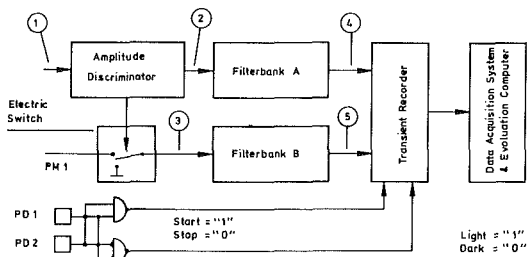 1
2
4
Amplitude
Discriminator
Filterbank A
Transient Recorder
Data Acquisition System
& Evaluation Computer
Electric
Switch
3
5
PM 1
Filterbank B
PD 1
PD 2
Start = "1"
Stop = "0"
Light = "1"
Dark = "0"